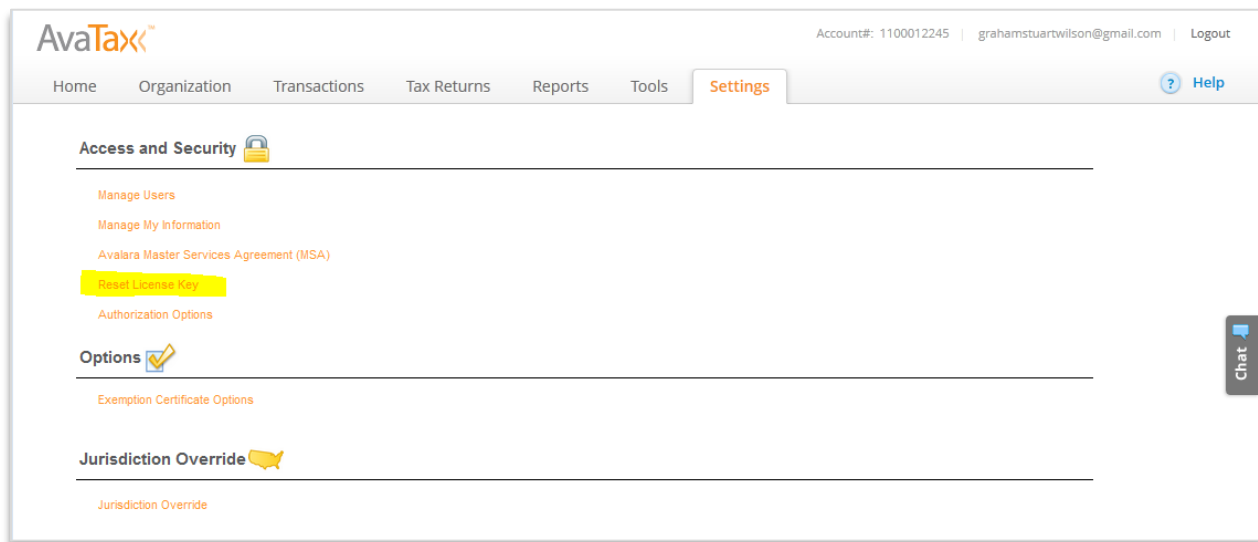 AvaTax
Account#: 1100012245 grahamstuartwilson@gmail.com Logout
Home Organization Transactions Tax Returns Reports Tools Settings ? Help
Access and Security
Manage Users
Manage My Information
Avalara Master Services Agreement (MSA)
Reset License Key
Authorization Options
Chat
Options
Exemption Certificate Options
Jurisdiction Override
Jurisdiction Override